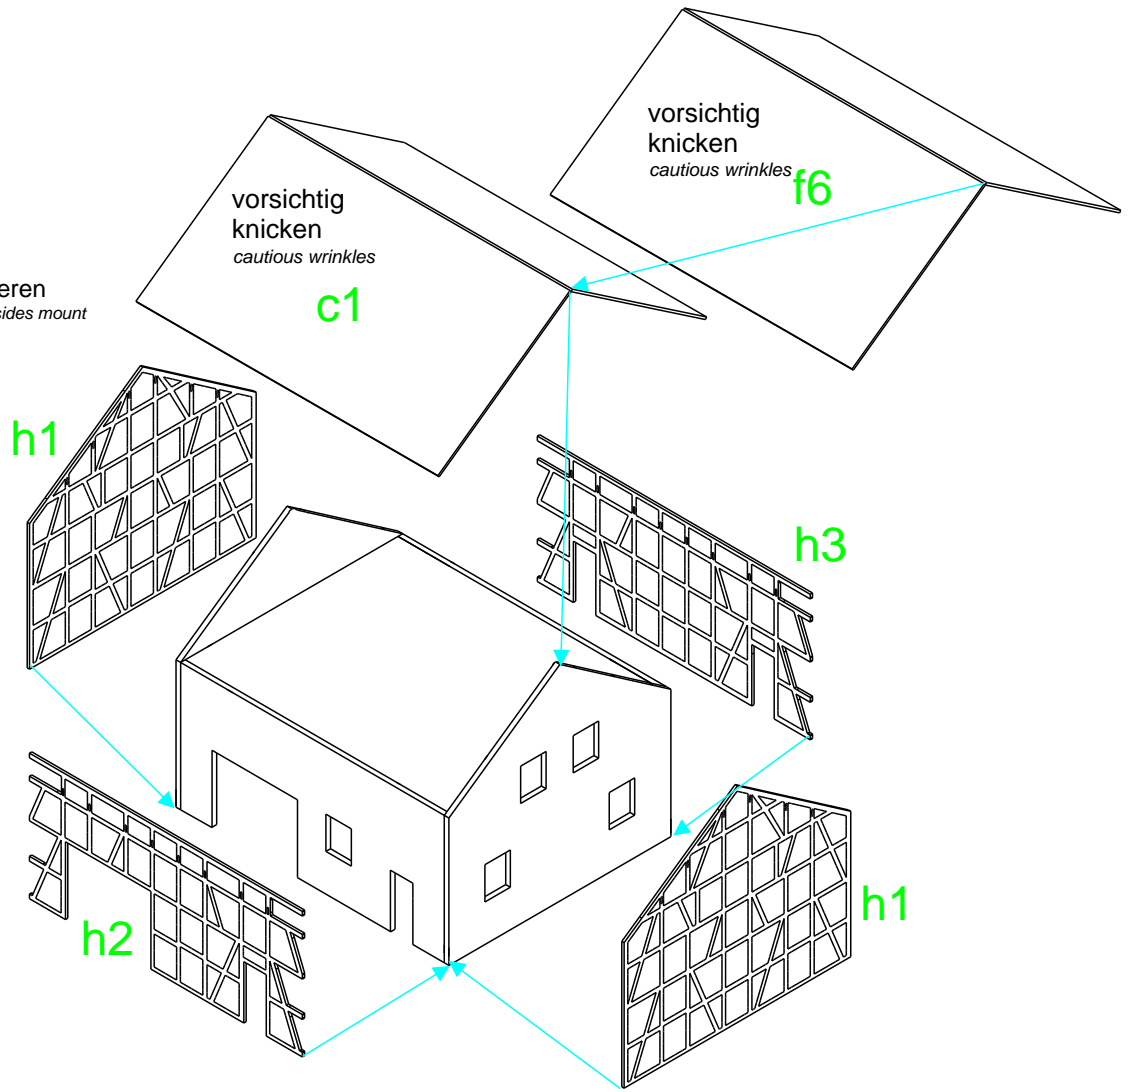 vorsichtig
knicken
cautious wrinkles
f6
vorsichtig
knicken
cautious wrinkles
c1
eren
sides mount
h1
h3
h2
h1